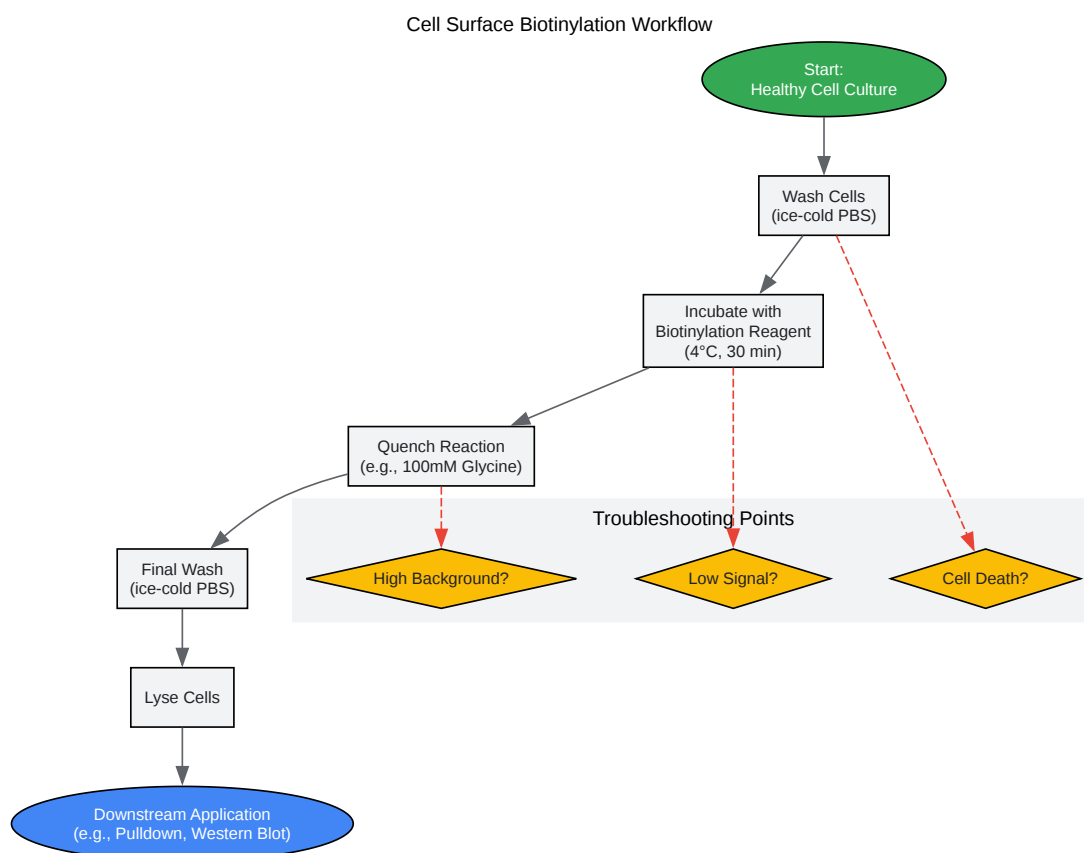 Cell Surface Biotinylation Workflow
Start:
Healthy Cell Culture
Wash Cells
(ice-cold PBS)
Incubate with
Biotinylation Reagent
(4°C, 30 min)
Quench Reaction
(e.g., 100mM Glycine)
Troubleshooting Points
High Background?
Low Signal?
Cell Death?
Final Wash
(ice-cold PBS)
Lyse Cells
Downstream Application
(e.g., Pulldown, Western Blot)